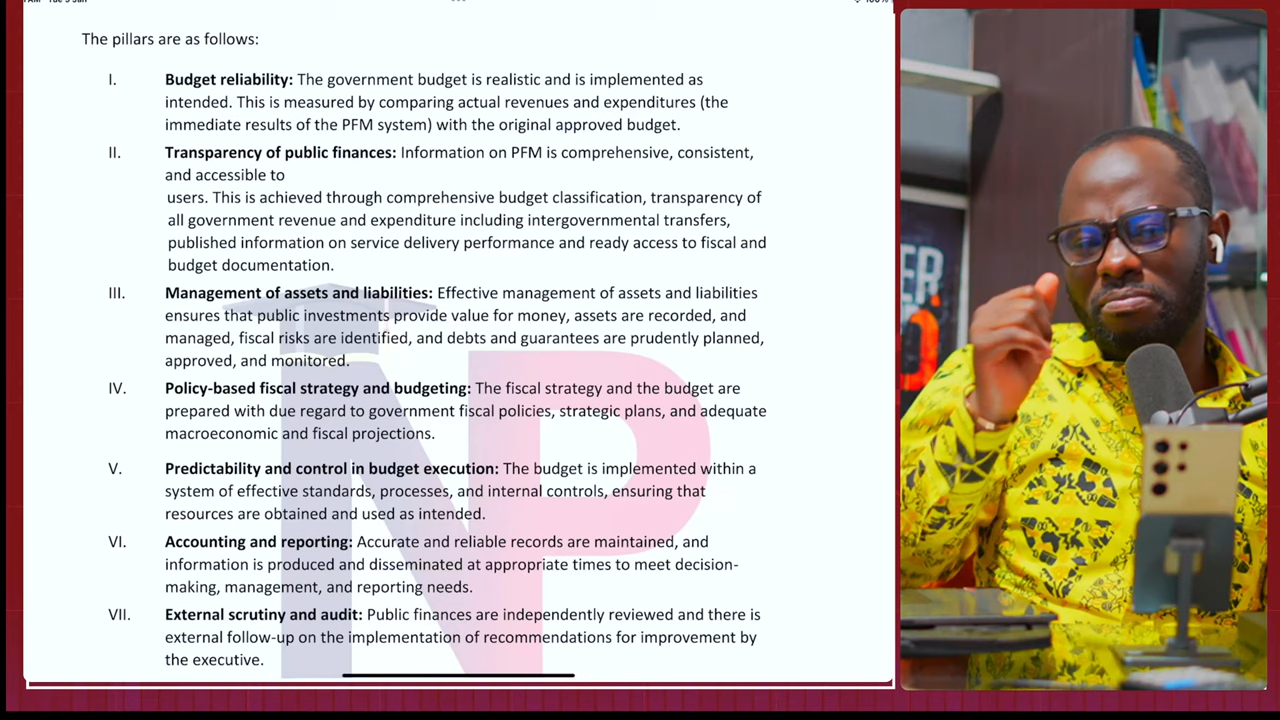 The pillars are as follows:
I. Budget reliability: The government budget is realistic and is implemented as
intended. This is measured by comparing actual revenues and expenditures (the
immediate results of the PFM system) with the original approved budget.
II. Transparency of public finances: Information on PFM is comprehensive, consistent,
and accessible to
users. This is achieved through comprehensive budget classification, transparency of
all government revenue and expenditure including intergovernmental transfers,
published information on service delivery performance and ready access to fiscal and
budget documentation.
III. Management of assets and liabilities: Effective management of assets and liabilities
ensures that public investments provide value for money, assets are recorded, and
managed, fiscal risks are identified, and debts and guarantees are prudently planned,
approved, and monitored.
IV. Policy-based fiscal strategy and budgeting: The fiscal strategy and the budget are
prepared with due regard to government fiscal policies, strategic plans, and adequate
macroeconomic and fiscal projections.
V. Predictability and control in budget execution: The budget is implemented within a
system of effective standards, processes, and internal controls, ensuring that
resources are obtained and used as intended.
VI. Accounting and reporting: Accurate and reliable records are maintained, and
information is produced and disseminated at appropriate times to meet decision-
making, management, and reporting needs.
VII. External scrutiny and audit: Public finances are independently reviewed and there is
external follow-up on the implementation of recommendations for improvement by
the executive.
NP